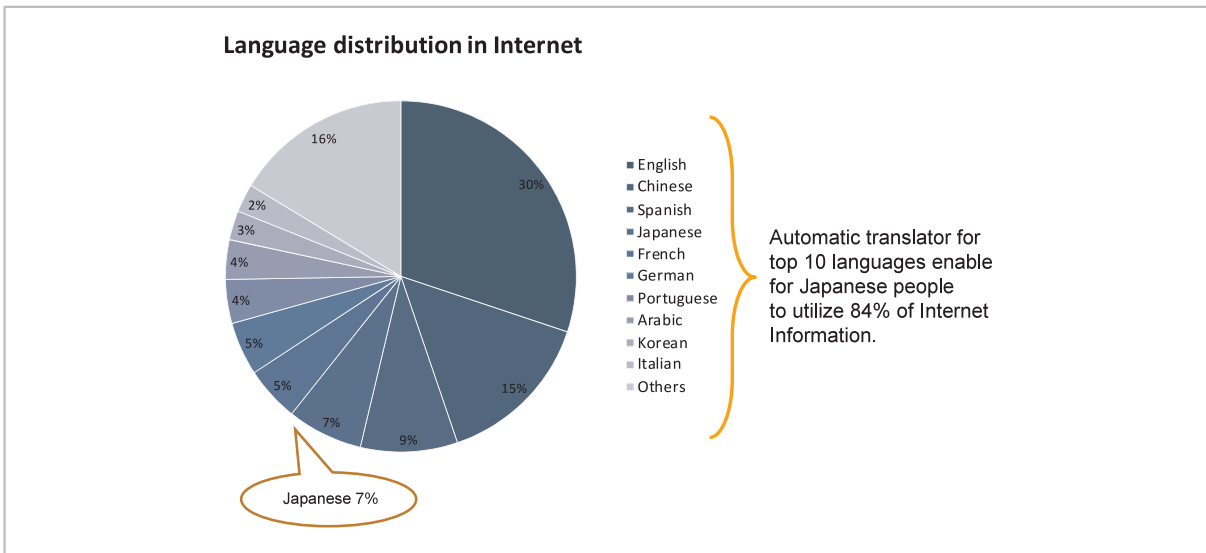 Language distribution in Internet
16%
30%
2%
3%
4%
4%
5%
5%
7%
9%
15%
English
Chinese
Spanish
Japanese
French
German
Portuguese
Arabic
Korean
Italian
Others
Automatic translator for
top 10 languages enable
for Japanese people
to utilize 84% of Internet
Information.
Japanese 7%